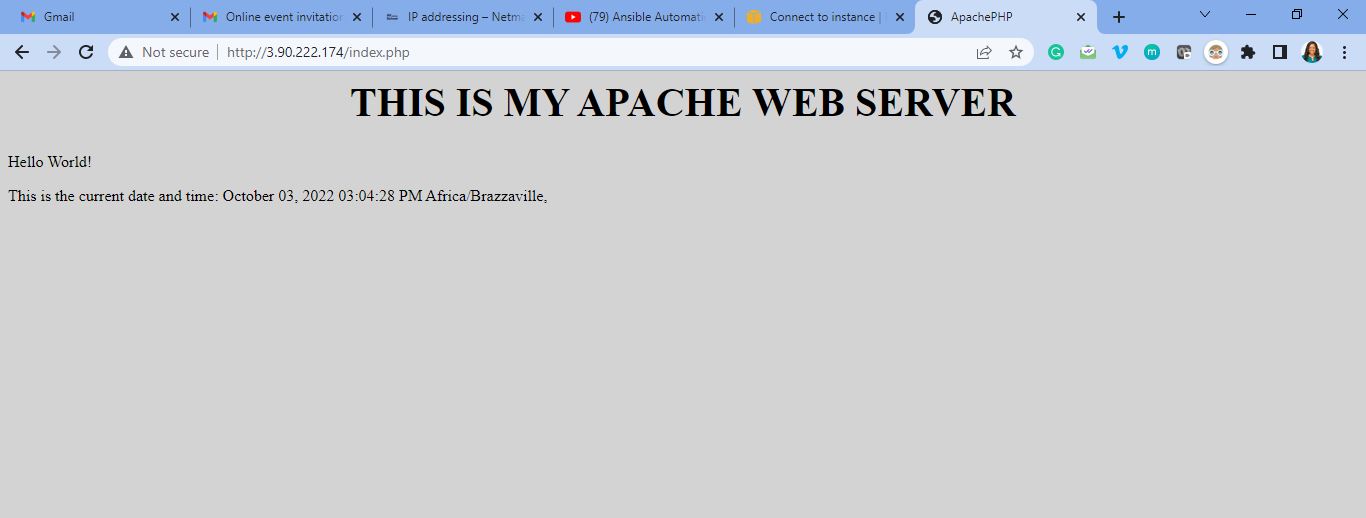 Gmail
Online event invitation
IP addressing – Netma
(79) Ansible Automati
Connect to instance |
ApachePHP
Not secure
http://3.90.222.174/index.php
THIS IS MY APACHE WEB SERVER
Hello World!
This is the current date and time: October 03, 2022 03:04:28 PM Africa/Brazzaville,